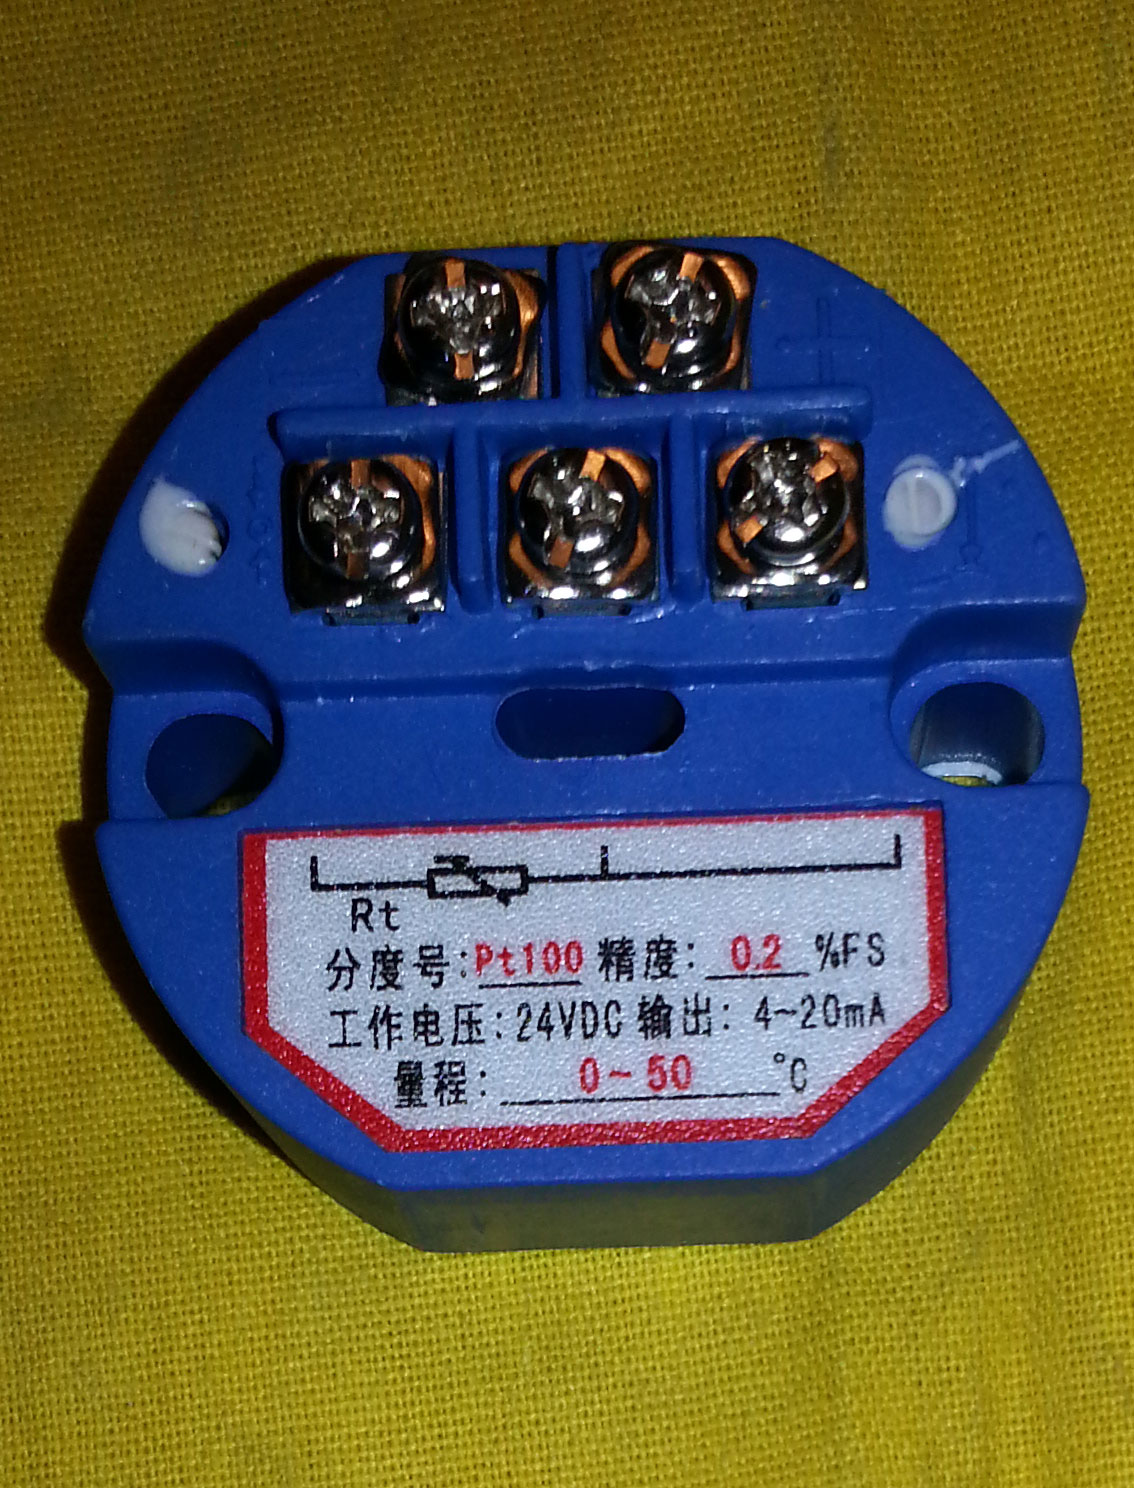 Rt
分度号:Pt100 精度: 0.2 %FS
工作电压:24VDC 输出: 4~20mA
量程: 0~50 °C